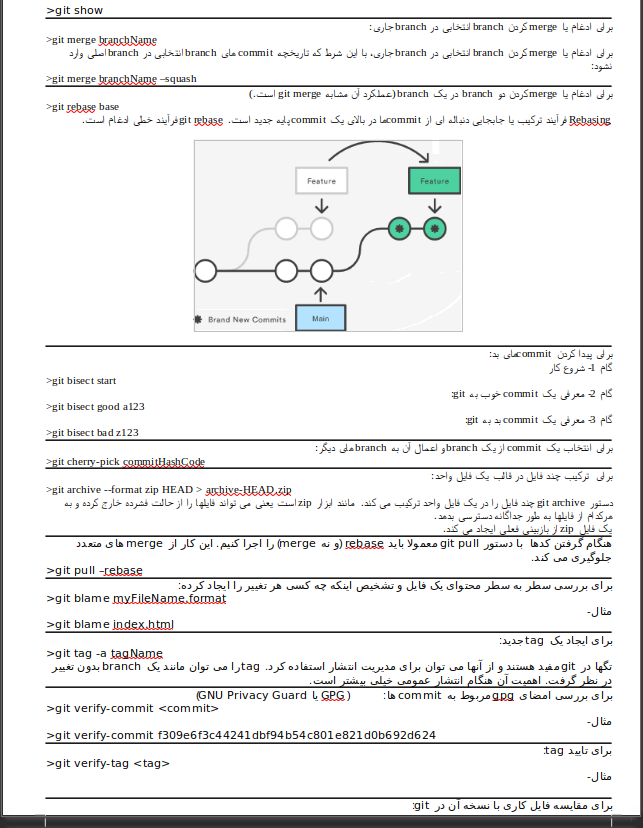 >git show
برای ادغام یا merge کردن branch انتخابی در branch جاری:
>git merge branchName
برای ادغام یا merge کردن branch انتخابی در branch جاری، با این شرط که تاریخچه commit های branch انتخابی در branch اصلی وارد
نشود:
>git merge branchName –squash
برای ادغام یا merge کردن دو branch در یک branch (عملکرد آن مشابه git merge است.)
>git rebase base
Rebasing فرآیند ترکیب یا جابجایی دنباله ای از commit ها در بالای یک commit پایه جدید است. git rebase فرآیند خطی ادغام است.
Feature
Feature
Brand New Commits
Main
برای پیدا کردن commit های بد:
گام 1- شروع کار
>git bisect start
گام 2- معرفی یک commit خوب به git:
>git bisect good a123
گام 3- معرفی یک commit بد به git:
>git bisect bad z123
برای انتخاب یک commit از یک branch و اعمال آن به branch های دیگر:
>git cherry-pick commitHashCode
برای ترکیب چند فایل در قالب یک فایل واحد:
>git archive --format zip HEAD > archive-HEAD.zip
دستور git archive چند فایل را در یک فایل واحد ترکیب می کند. مانند ابزار zip است یعنی می تواند فایلها را از حالت فشرده خارج کرده و به
هرکدام از فایلها به طور جداگانه دسترسی بدهد.
یک فایل zip از بازبینی فعلی ایجاد می کند.
هنگام گرفتن کدها با دستور git pull معمولا باید rebase (و نه merge) را اجرا کنیم. این کار از merge های متعدد
جلوگیری می کند.
>git pull –rebase
برای بررسی سطر به سطر محتوای یک فایل و تشخیص اینکه چه کسی هر تغییر را ایجاد کرده:
>git blame myFileName.format
مثال-
>git blame index.html
برای ایجاد یک tag جدید:
>git tag -a tagName
تگها در git مفید هستند و از آنها می توان برای مدیریت انتشار استفاده کرد. tag را می توان مانند یک branch بدون تغییر
در نظر گرفت. اهمیت آن هنگام انتشار عمومی خیلی بیشتر است.
برای بررسی امضای gpg مربوط به commit ها: (GPG یا GNU Privacy Guard)
>git verify-commit <commit>
مثال-
>git verify-commit f309e6f3c44241dbf94b54c801e821d0b692d624
برای تایید tag:
>git verify-tag <tag>
مثال-
برای مقایسه فایل کاری با نسخه آن در git: